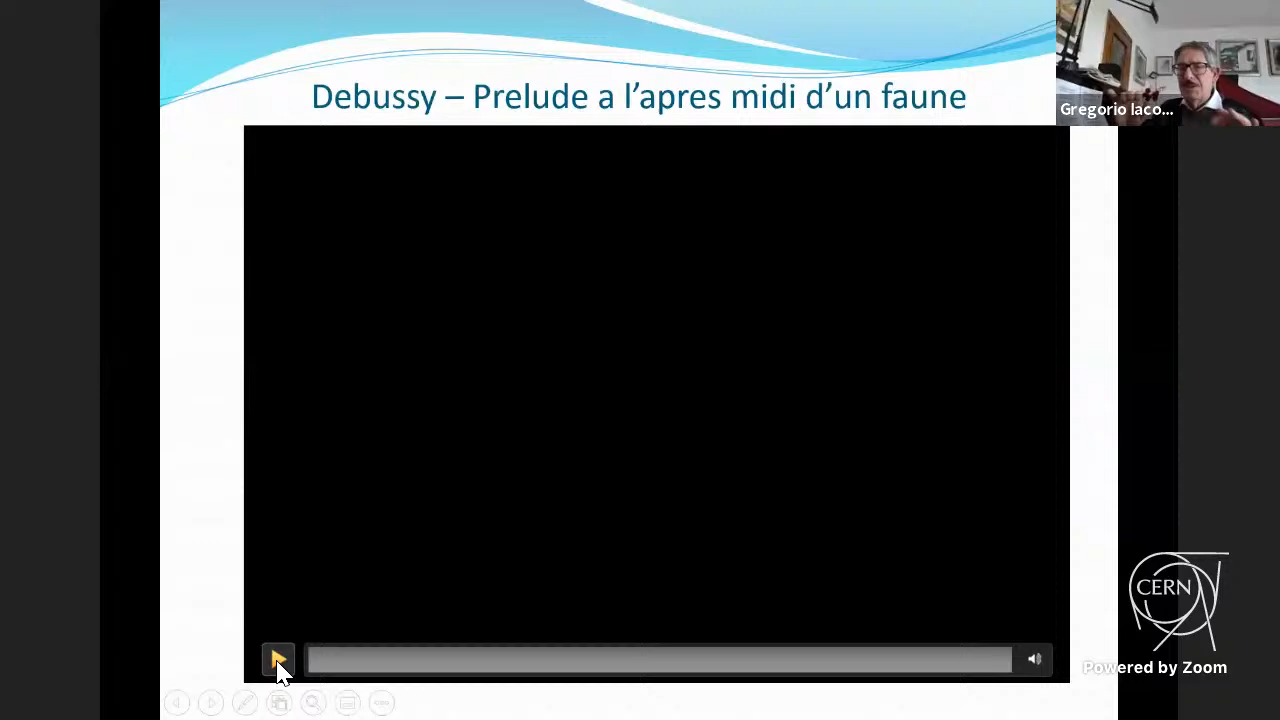 Debussy – Prelude a l'apres midi d'un faune
Gregorio Iaco...
CERN
Powered by Zoom